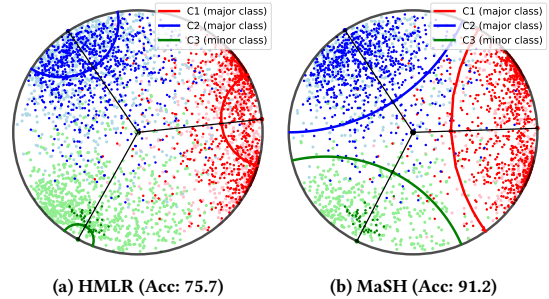 C1 (major class)
C2 (major class)
C3 (minor class)
C1 (major class)
C2 (major class)
C3 (minor class)
(a) HMLR (Acc: 75.7)
(b) MaSH (Acc: 91.2)